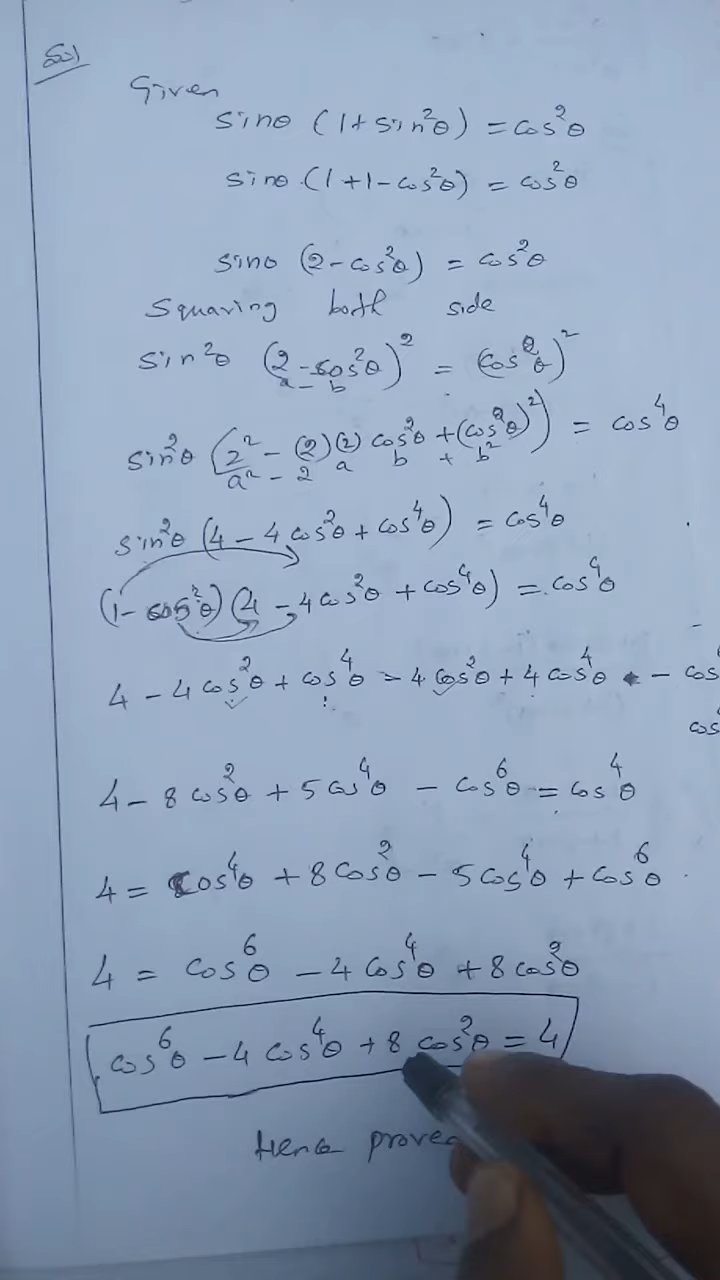 Sol
Given
sinθ (1+sin²θ) = cos²θ
sinθ.(1+1-cos²θ) = cos²θ
sinθ (2-cos²θ) = cos²θ
Squaring both side
sin²θ (2-cos²θ)² = (cos²θ)²
a - b
sin²θ (2² - (2)(2) cos²θ + (cos²θ)²) = cos⁴θ
a² - 2 a b + b²
sin²θ (4 - 4cos²θ + cos⁴θ) = cos⁴θ
(1-cos²θ)(4-4cos²θ + cos⁴θ) = cos⁴θ
4 - 4cos²θ + cos⁴θ - 4cos²θ + 4cos⁴θ - cos
cos
4 - 8cos²θ + 5cos⁴θ - cos⁶θ = cos⁴θ
4 = cos⁴θ + 8cos²θ - 5cos⁴θ + cos⁶θ
4 = cos⁶θ - 4cos⁴θ + 8cos²θ
cos⁶θ - 4cos⁴θ + 8cos²θ = 4
Hence proved